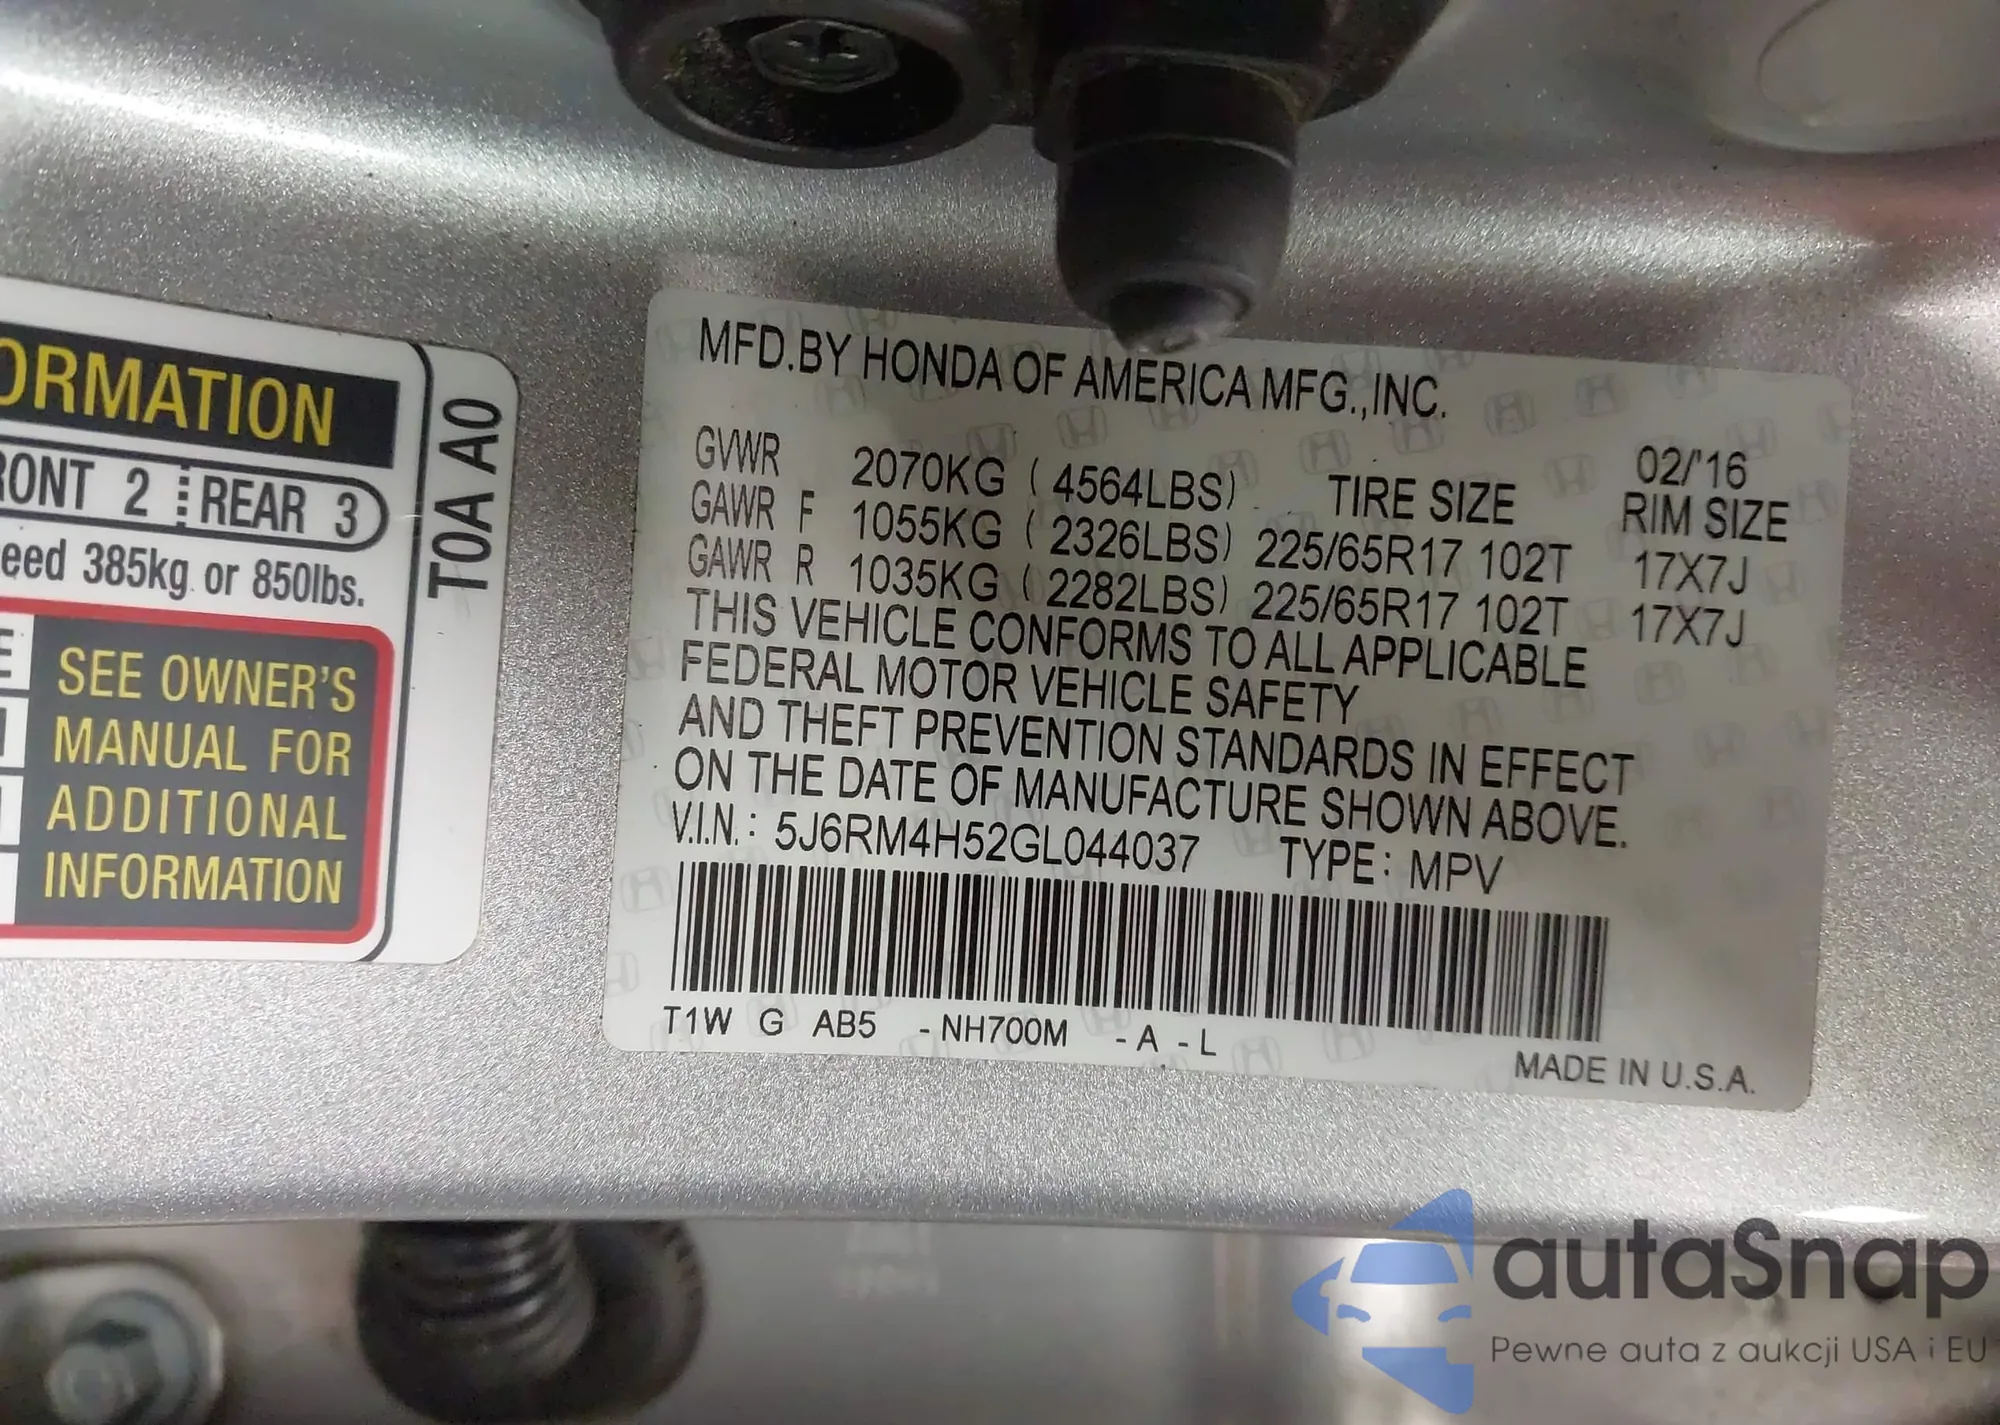 ORMATION
RONT 2 REAR 3
eed 385kg or 850lbs.
SEE OWNER'S
MANUAL FOR
ADDITIONAL
INFORMATION
T0A A0
MFD.BY HONDA OF AMERICA MFG.,INC.
02/'16
GVWR 2070KG ( 4564LBS) TIRE SIZE RIM SIZE
GAWR F 1055KG ( 2326LBS) 225/65R17 102T 17X7J
GAWR R 1035KG ( 2282LBS) 225/65R17 102T 17X7J
THIS VEHICLE CONFORMS TO ALL APPLICABLE
FEDERAL MOTOR VEHICLE SAFETY
AND THEFT PREVENTION STANDARDS IN EFFECT
ON THE DATE OF MANUFACTURE SHOWN ABOVE.
V.I.N.: 5J6RM4H52GL044037 TYPE: MPV
T1W G AB5 -NH700M -A -L
MADE IN U.S.A.
autaSnap
Pewne auta z aukcji USA i EU